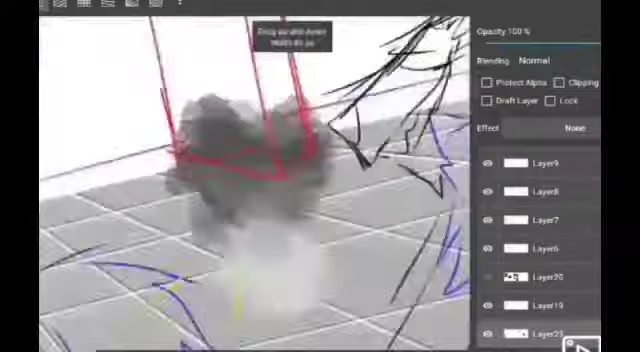 Opacity 100 %
Blending Normal
Protect Alpha Clipping
Draft Layer Lock
Effect None
Layer9
Layer8
Layer7
Layer6
Layer20
Layer19